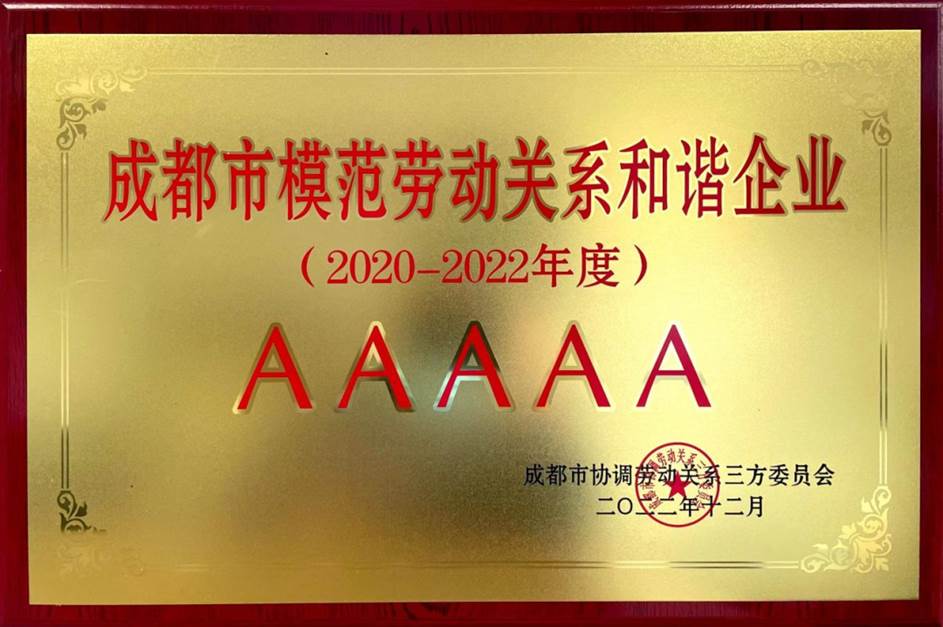 成都市模范劳动关系和谐企业
（2020-2022年度）
AAAAA
成都市协调劳动关系三方委员会
二〇二二年十二月